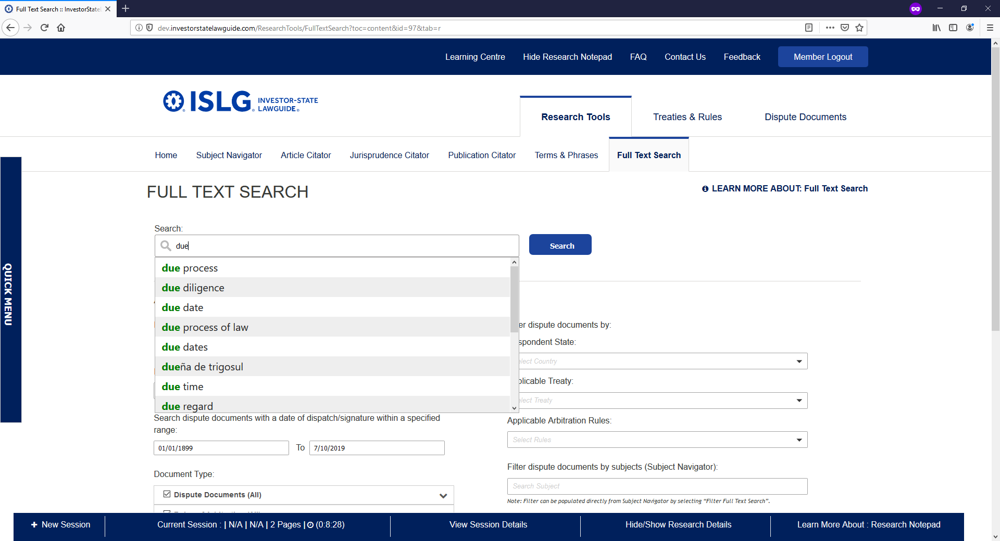 Full Text Search :: InvestorStateL
dev.investorstatelawguide.com/ResearchTools/FullTextSearch?toc=content&id=97&tab=r
Learning Centre
Hide Research Notepad
FAQ
Contact Us
Feedback
Member Logout
ISLG
INVESTOR-STATE
LAWGUIDE
Research Tools
Treaties & Rules
Dispute Documents
Home
Subject Navigator
Article Citator
Jurisprudence Citator
Publication Citator
Terms & Phrases
Full Text Search
QUICK MENU
FULL TEXT SEARCH
LEARN MORE ABOUT: Full Text Search
Search:
due
Search
due process
due diligence
due date
due process of law
due dates
dueña de trigosul
due time
due regard
er dispute documents by:
spondent State:
lect Country
plicable Treaty:
lect Treaty
Applicable Arbitration Rules:
Select Rules
Search dispute documents with a date of dispatch/signature within a specified
range:
01/01/1899
To
7/10/2019
Document Type:
Dispute Documents (All)
Filter dispute documents by subjects (Subject Navigator):
Search Subject
Note: Filter can be populated directly from Subject Navigator by selecting “Filter Full Text Search”.
+ New Session
Current Session : | N/A | N/A | 2 Pages | (0:8:28)
View Session Details
Hide/Show Research Details
Learn More About : Research Notepad